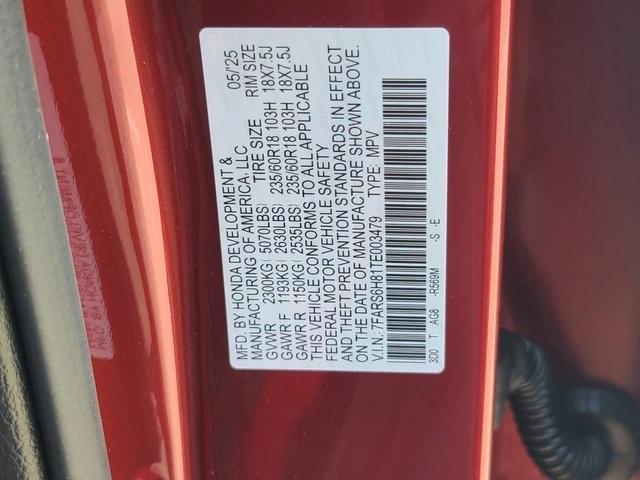 MFD. BY HONDA DEVELOPMENT &
MANUFACTURING OF AMERICA, LLC 05/'25
TIRE SIZE RIM SIZE
GVWR 2300KG ( 5070LBS)
GAWR F 1193KG ( 2630LBS) 235/60R18 103H 18X7.5J
GAWR R 1150KG ( 2535LBS) 235/60R18 103H 18X7.5J
THIS VEHICLE CONFORMS TO ALL APPLICABLE
FEDERAL MOTOR VEHICLE SAFETY
AND THEFT PREVENTION STANDARDS IN EFFECT
ON THE DATE OF MANUFACTURE SHOWN ABOVE.
V.I.N.: 7FARS6H81TE003479 TYPE: MPV
3D0 T AG8 -R569M -S -E